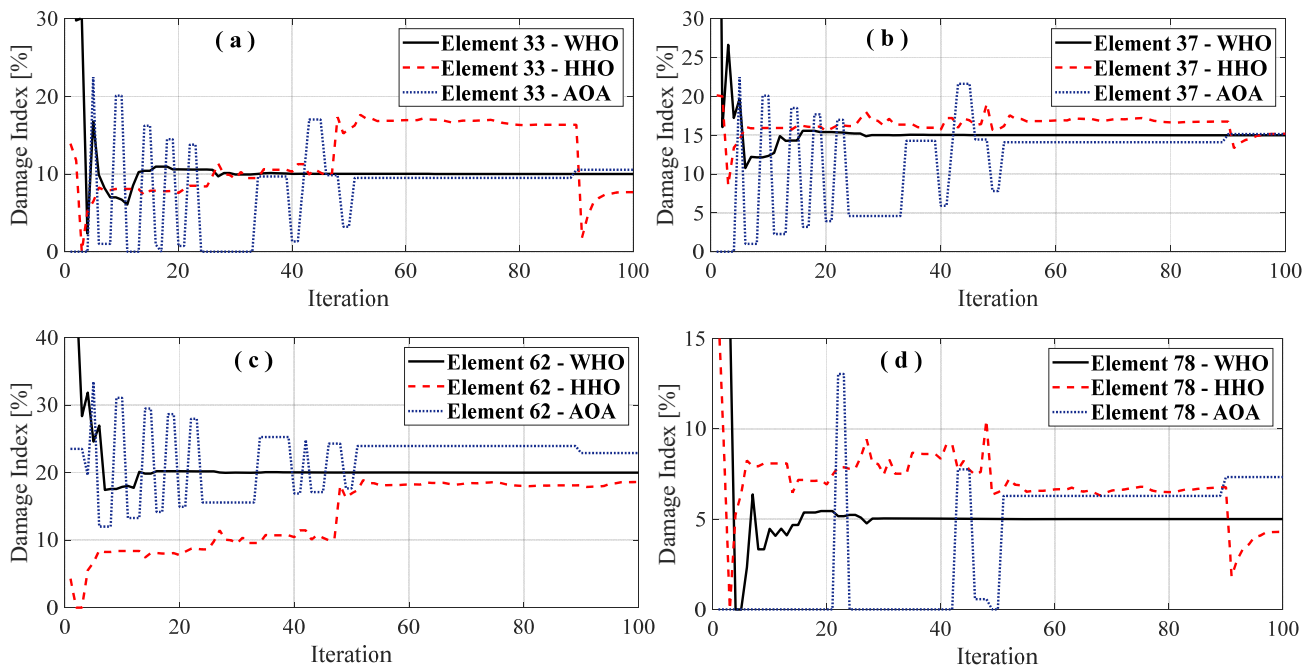 ( a )
Element 33 - WHO
Element 33 - HHO
Element 33 - AOA
Damage Index [%]
30
20
10
0
0 20 40 60 80 100
Iteration
( b )
Element 37 - WHO
Element 37 - HHO
Element 37 - AOA
Damage Index [%]
30
25
20
15
10
5
0
0 20 40 60 80 100
Iteration
( c )
Element 62 - WHO
Element 62 - HHO
Element 62 - AOA
Damage Index [%]
40
30
20
10
0
0 20 40 60 80 100
Iteration
( d )
Element 78 - WHO
Element 78 - HHO
Element 78 - AOA
Damage Index [%]
15
10
5
0
0 20 40 60 80 100
Iteration